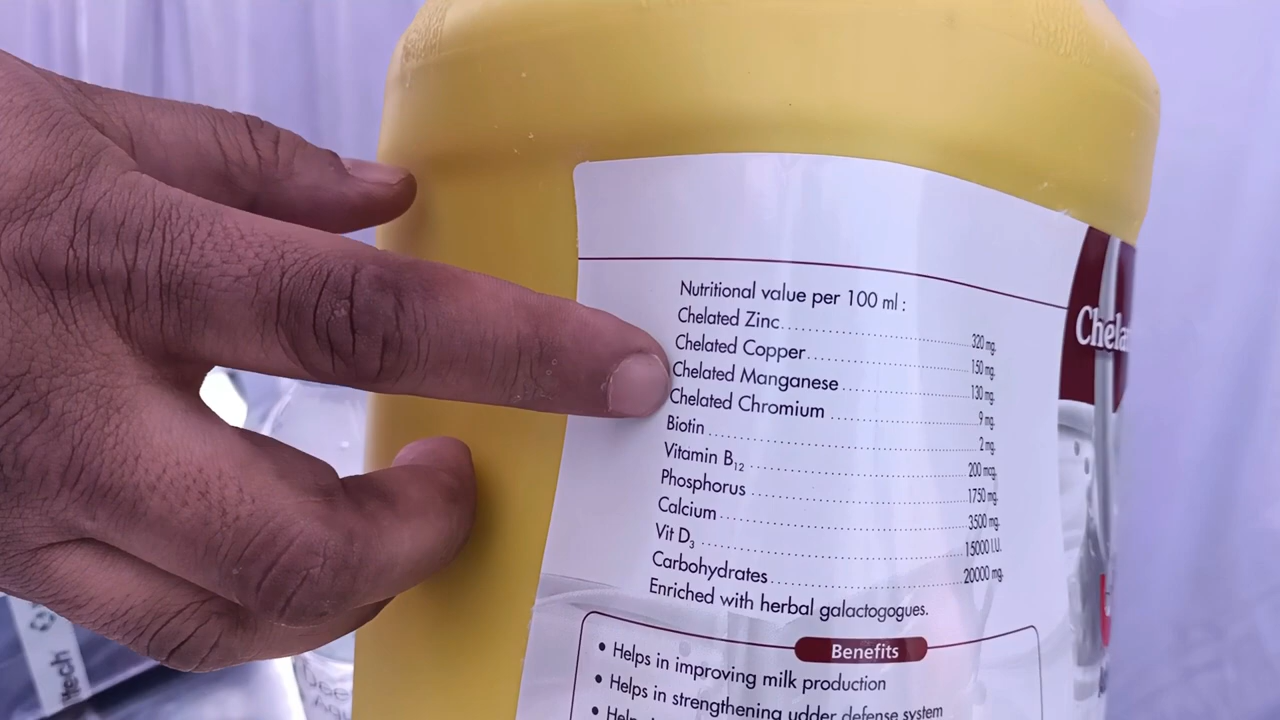 Nutritional value per 100 ml :
Chelated Zinc........................................320 mg.
Chelated Copper..................................150 mg.
Chelated Manganese ..........................130 mg.
Chelated Chromium ..............................9 mg.
Biotin ......................................................2 mg.
Vitamin B12 ............................................200 mcg.
Phosphorus ............................................1750 mg.
Calcium..................................................3500 mg.
Vit D3 .....................................................15000 I.U.
Carbohydrates.......................................20000 mg.
Enriched with herbal galactogogues.
Benefits
• Helps in improving milk production
• Helps in strengthening udder defense system